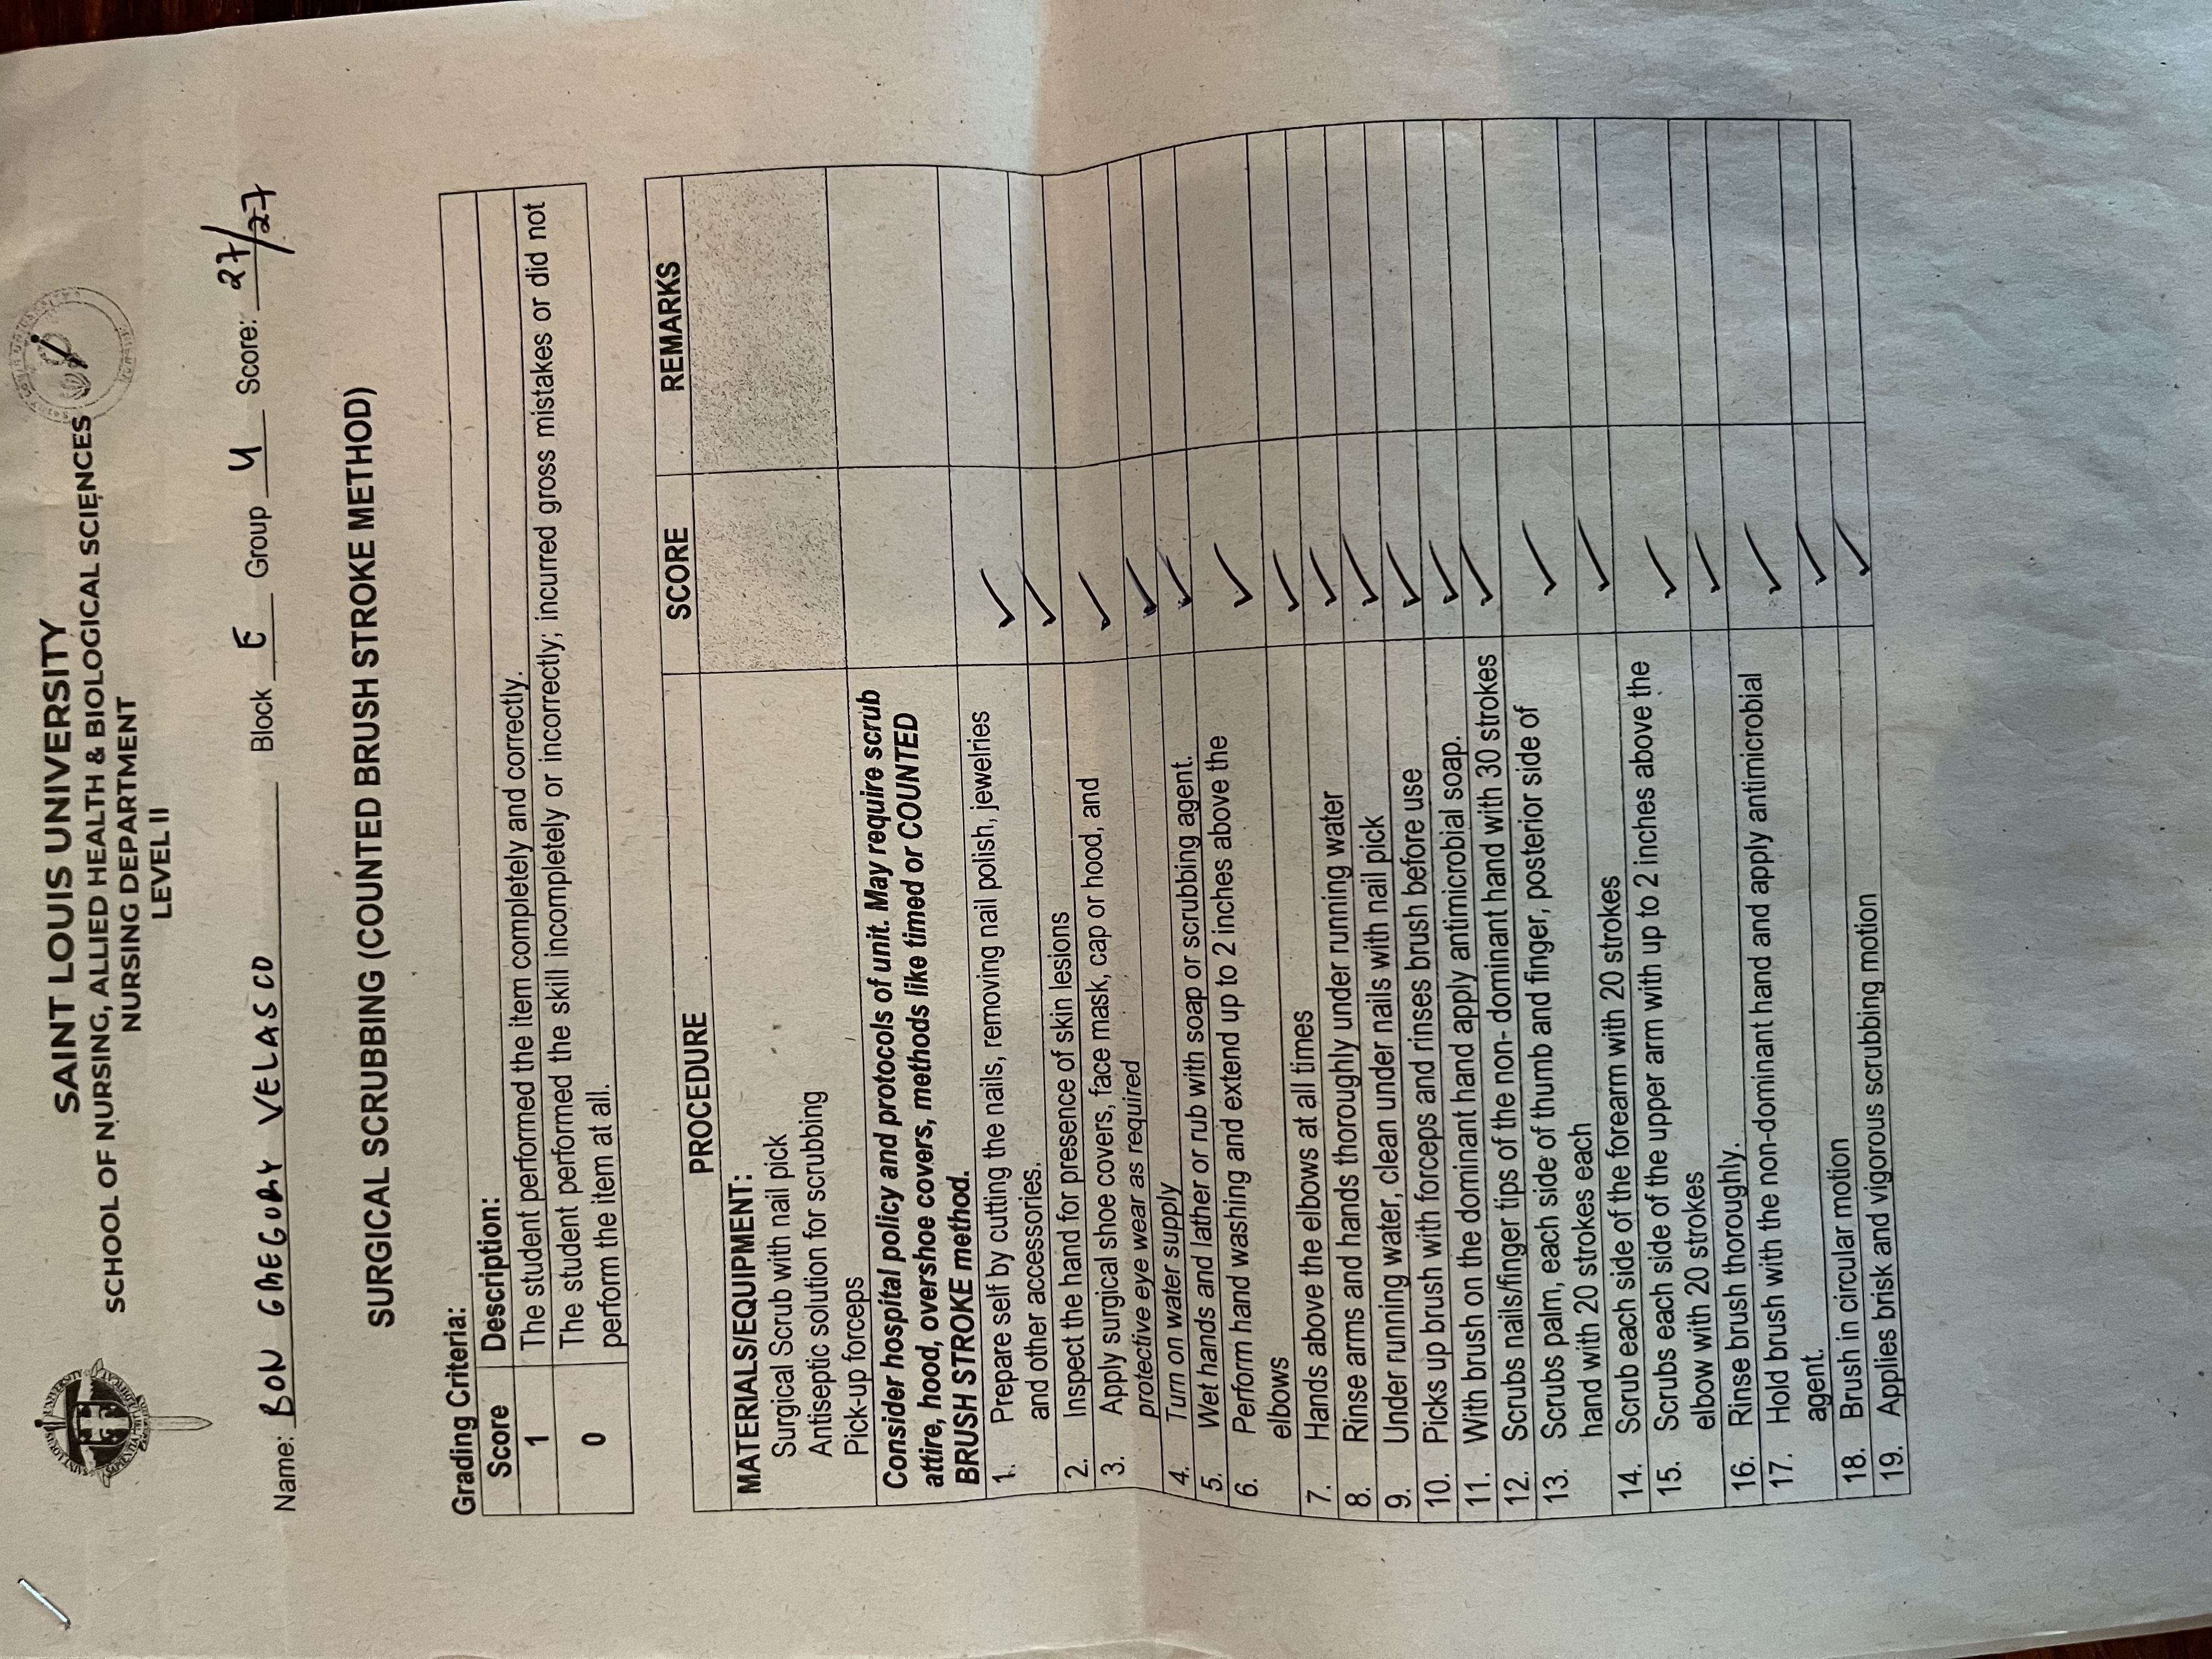 SAINT LOUIS UNIVERSITY
SCHOOL OF NURSING, ALLIED HEALTH & BIOLOGICAL SCIENCES
NURSING DEPARTMENT
LEVEL II
Name: BON GREGORY VELASCO Block E Group 4 Score: 27/27
SURGICAL SCRUBBING (COUNTED BRUSH STROKE METHOD)
Grading Criteria:
Score Description:
1 The student performed the item completely and correctly.
0 The student performed the skill incompletely or incorrectly; incurred gross mistakes or did not
perform the item at all.
PROCEDURE SCORE REMARKS
MATERIALS/EQUIPMENT:
Surgical Scrub with nail pick
Antiseptic solution for scrubbing
Pick-up forceps
Consider hospital policy and protocols of unit. May require scrub
attire, hood, overshoe covers, methods like timed or COUNTED
BRUSH STROKE method.
1. Prepare self by cutting the nails, removing nail polish, jewelries ✓
and other accessories.
2. Inspect the hand for presence of skin lesions ✓
3. Apply surgical shoe covers, face mask, cap or hood, and ✓
protective eye wear as required
4. Turn on water supply ✓
5. Wet hands and lather or rub with soap or scrubbing agent. ✓
6. Perform hand washing and extend up to 2 inches above the ✓
elbows
7. Hands above the elbows at all times ✓
8. Rinse arms and hands thoroughly under running water ✓
9. Under running water, clean under nails with nail pick ✓
10. Picks up brush with forceps and rinses brush before use ✓
11. With brush on the dominant hand apply antimicrobial soap. ✓
12. Scrubs nails/finger tips of the non- dominant hand with 30 strokes ✓
13. Scrubs palm, each side of thumb and finger, posterior side of ✓
hand with 20 strokes each
14. Scrub each side of the forearm with 20 strokes ✓
15. Scrubs each side of the upper arm with up to 2 inches above the ✓
elbow with 20 strokes
16. Rinse brush thoroughly. ✓
17. Hold brush with the non-dominant hand and apply antimicrobial ✓
agent.
18. Brush in circular motion ✓
19. Applies brisk and vigorous scrubbing motion ✓